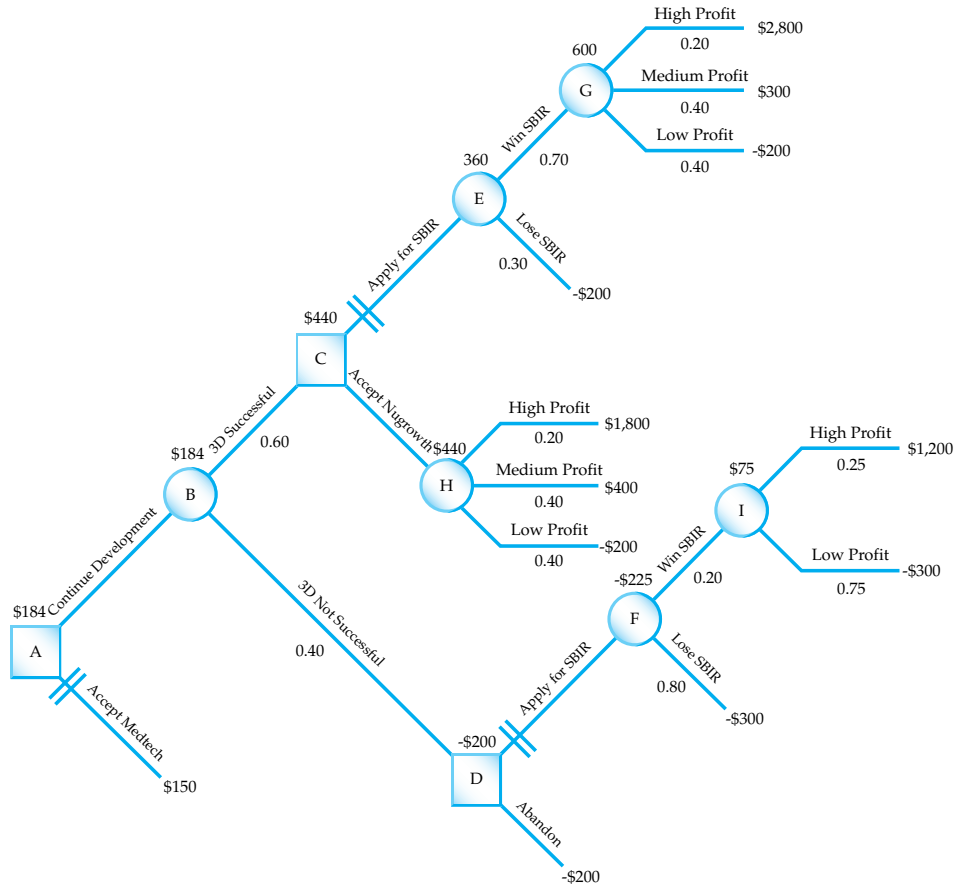 High Profit
$2,800
0.20
600
G
Medium Profit
$300
0.40
Low Profit
-$200
0.40
Win SBIR
0.70
360
E
Lose SBIR
0.30
-$200
Apply for SBIR
$440
C
Accept Nugrowth
3D Successful
0.60
$440
H
High Profit
$1,800
0.20
Medium Profit
$400
0.40
Low Profit
-$200
0.40
$184
B
Continue Development
$184
A
Accept Medtech
$150
3D Not Successful
0.40
-$200
D
Abandon
-$200
Apply for SBIR
-$225
F
Win SBIR
0.20
Lose SBIR
0.80
-$300
$75
I
High Profit
$1,200
0.25
Low Profit
-$300
0.75